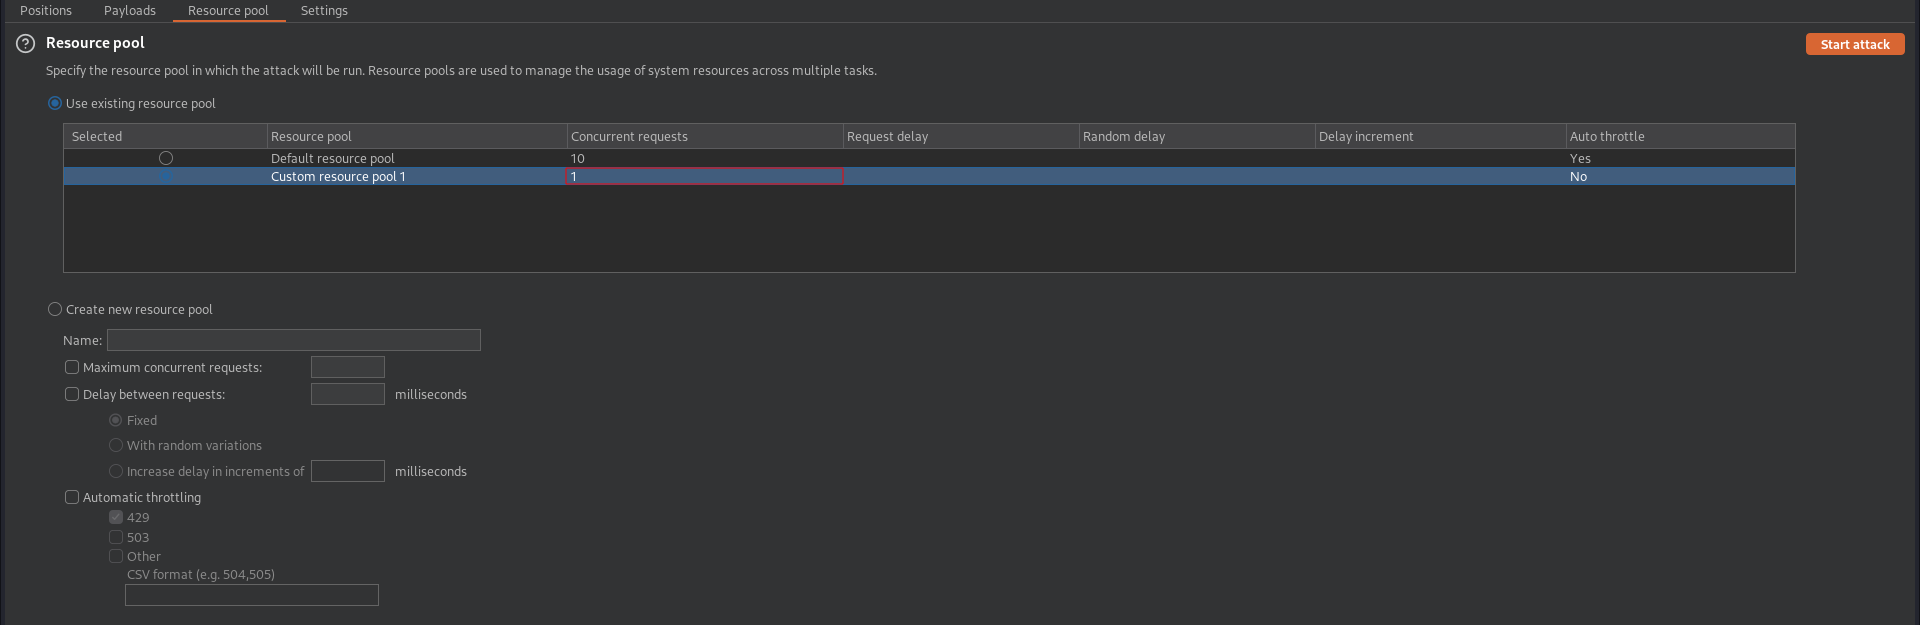 Positions Payloads Resource pool Settings
Resource pool
Start attack
Specify the resource pool in which the attack will be run. Resource pools are used to manage the usage of system resources across multiple tasks.
Use existing resource pool
Selected Resource pool Concurrent requests Request delay Random delay Delay increment Auto throttle
Default resource pool 10 Yes
Custom resource pool 1 1 No
Create new resource pool
Name:
Maximum concurrent requests:
Delay between requests: milliseconds
Fixed
With random variations
Increase delay in increments of milliseconds
Automatic throttling
429
503
Other
CSV format (e.g. 504,505)